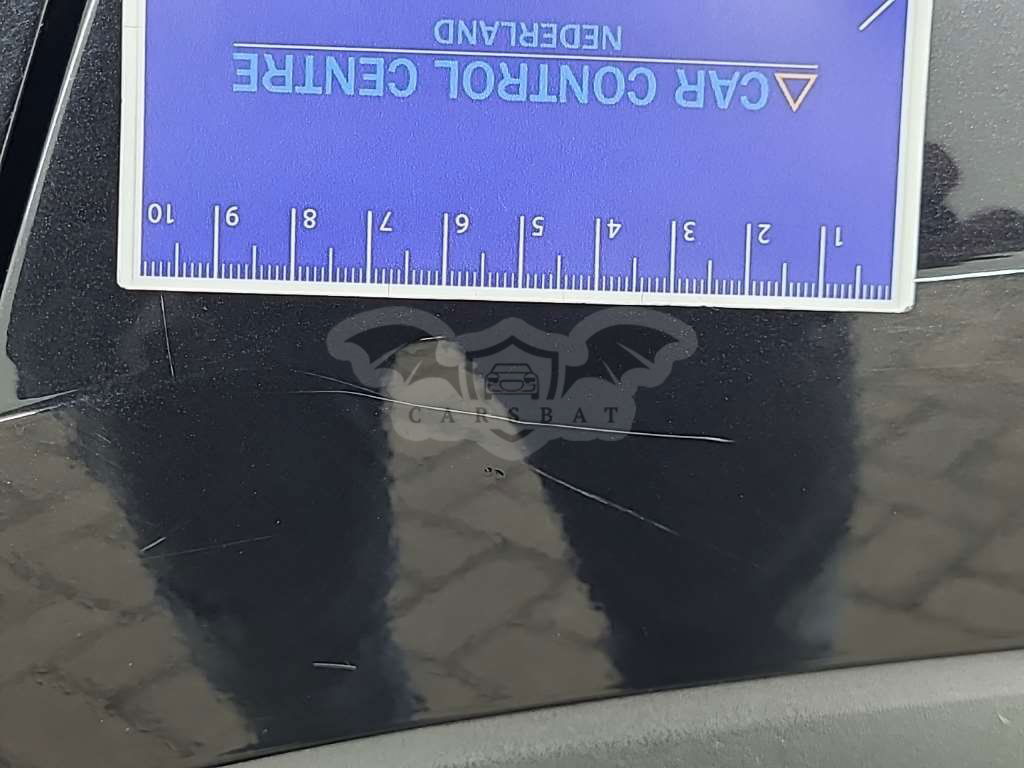 CAR CONTROL CENTRE
NEDERLAND
1 2 3 4 5 6 7 8 9 10
CARSBAT